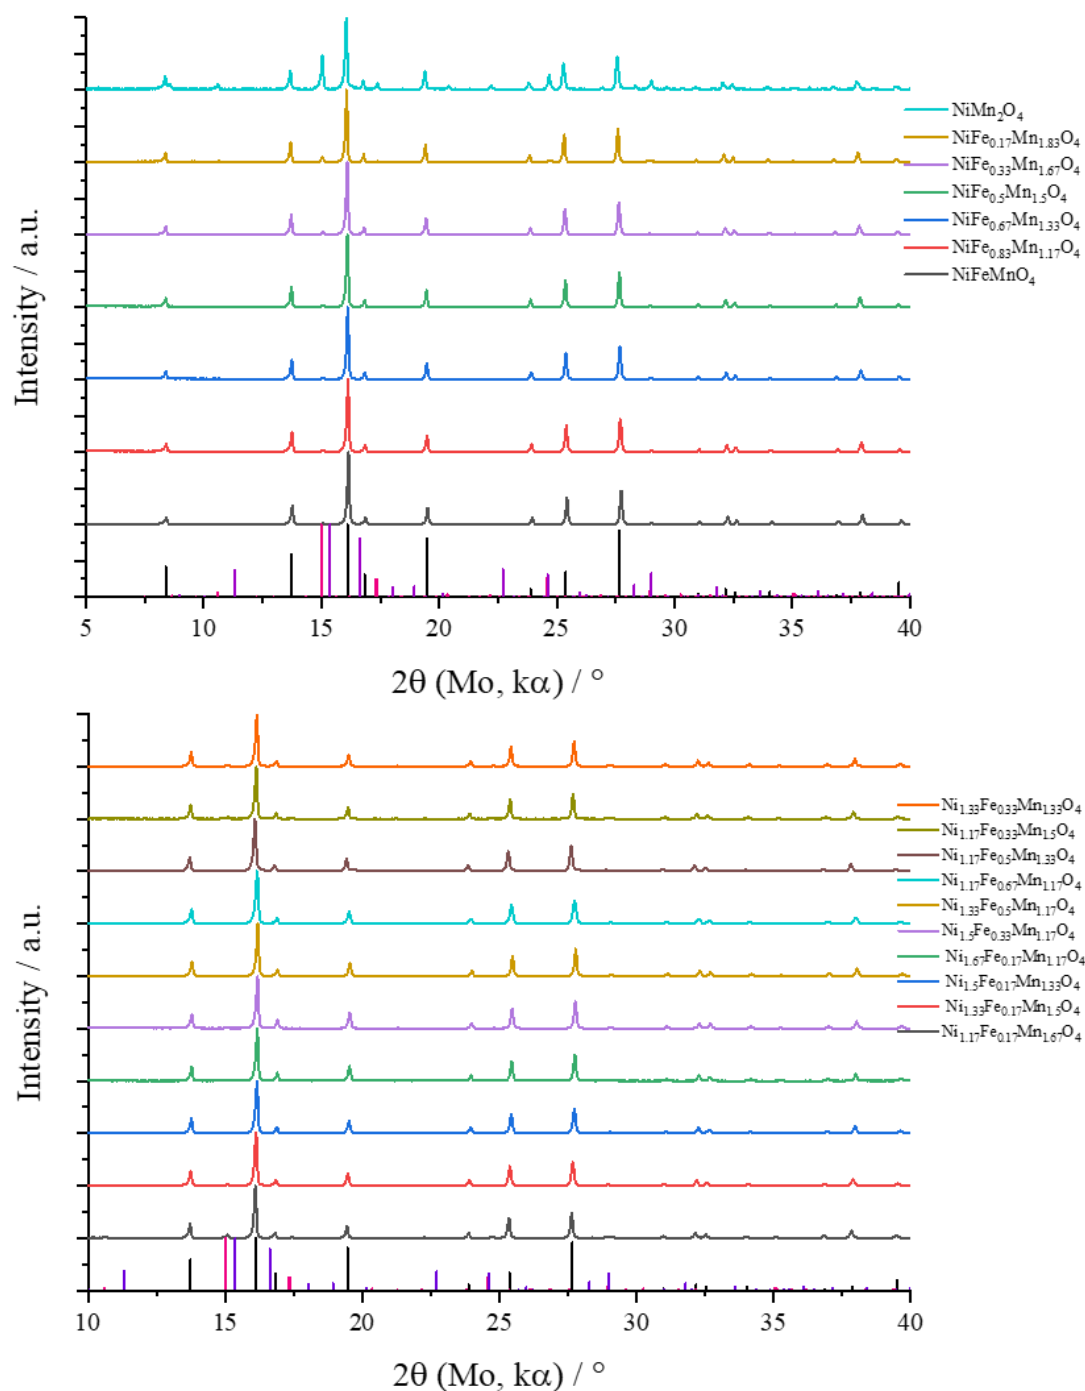 Intensity / a.u.
NiMn₂O₄
NiFe₀.₁₇Mn₁.₈₃O₄
NiFe₀.₃₃Mn₁.₆₇O₄
NiFe₀.₅Mn₁.₅O₄
NiFe₀.₆₇Mn₁.₃₃O₄
NiFe₀.₈₃Mn₁.₁₇O₄
NiFeMnO₄
5 10 15 20 25 30 35 40
2θ (Mo, kα) / °
Intensity / a.u.
Ni₁.₃₃Fe₀.₃₃Mn₁.₃₃O₄
Ni₁.₁₇Fe₀.₃₃Mn₁.₅O₄
Ni₁.₁₇Fe₀.₅Mn₁.₃₃O₄
Ni₁.₁₇Fe₀.₆₇Mn₁.₁₇O₄
Ni₁.₃₃Fe₀.₅Mn₁.₁₇O₄
Ni₁.₅Fe₀.₃₃Mn₁.₁₇O₄
Ni₁.₆₇Fe₀.₁₇Mn₁.₁₇O₄
Ni₁.₅Fe₀.₁₇Mn₁.₃₃O₄
Ni₁.₃₃Fe₀.₁₇Mn₁.₅O₄
Ni₁.₁₇Fe₀.₁₇Mn₁.₆₇O₄
10 15 20 25 30 35 40
2θ (Mo, kα) / °